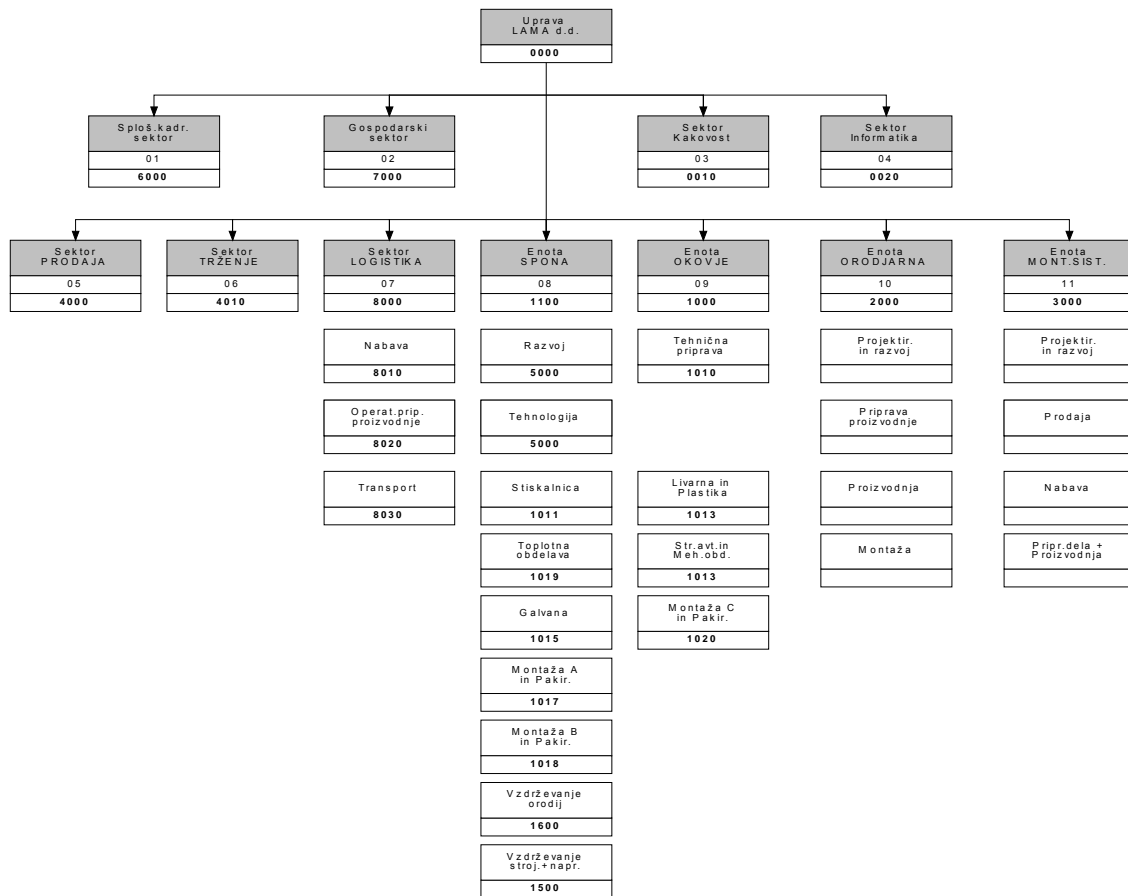 Uprava
LAMA d.d.
0000
Sploš.kadr.
sektor
01
6000
Gospodarski
sektor
02
7000
Sektor
Kakovost
03
0010
Sektor
Informatika
04
0020
Sektor
PRODAJA
05
4000
Sektor
TRŽENJE
06
4010
Sektor
LOGISTIKA
07
8000
Enota
SPONA
08
1100
Enota
OKOVJE
09
1000
Enota
ORODJARNA
10
2000
Enota
MONT.SIST.
11
3000
Nabava
8010
Razvoj
5000
Tehnična
priprava
1010
Projektir.
in razvoj
Projektir.
in razvoj
Operat.prip.
proizvodnje
8020
Tehnologija
5000
Priprava
proizvodnje
Prodaja
Transport
8030
Stiskalnica
1011
Livarna in
Plastika
1013
Proizvodnja
Nabava
Toplotna
obdelava
1019
Str.avt.in
Meh.obd.
1013
Montaža
Pripr.dela +
Proizvodnja
Galvana
1015
Montaža C
in Pakir.
1020
Montaža A
in Pakir.
1017
Montaža B
in Pakir.
1018
Vzdrževanje
orodij
1600
Vzdrževanje
stroj.+napr.
1500